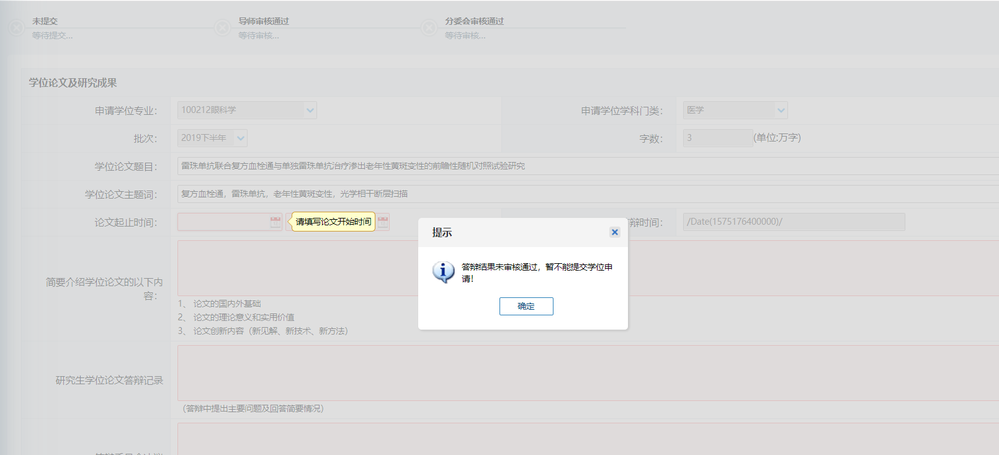 未提交
等待提交...
导师审核通过
等待审核...
分委会审核通过
等待审核...
学位论文及研究成果
申请学位专业：
100212眼科学
申请学位学科门类：
医学
批次：
2019下半年
字数：
3
(单位:万字)
学位论文题目：
雷珠单抗联合复方血栓通与单独雷珠单抗治疗渗出老年性黄斑变性的前瞻性随机对照试验研究
学位论文主题词：
复方血栓通，雷珠单抗，老年性黄斑变性，光学相干断层扫描
论文起止时间：
请填写论文开始时间
辩时间：
/Date(1575176400000)/
提示
答辩结果未审核通过，暂不能提交学位申
请！
确定
简要介绍学位论文的以下内
容：
1、 论文的国内外基础
2、 论文的理论意义和实用价值
3、 论文创新内容（新见解、新技术、新方法）
研究生学位论文答辩记录
（答辩中提出主要问题及回答简要情况）